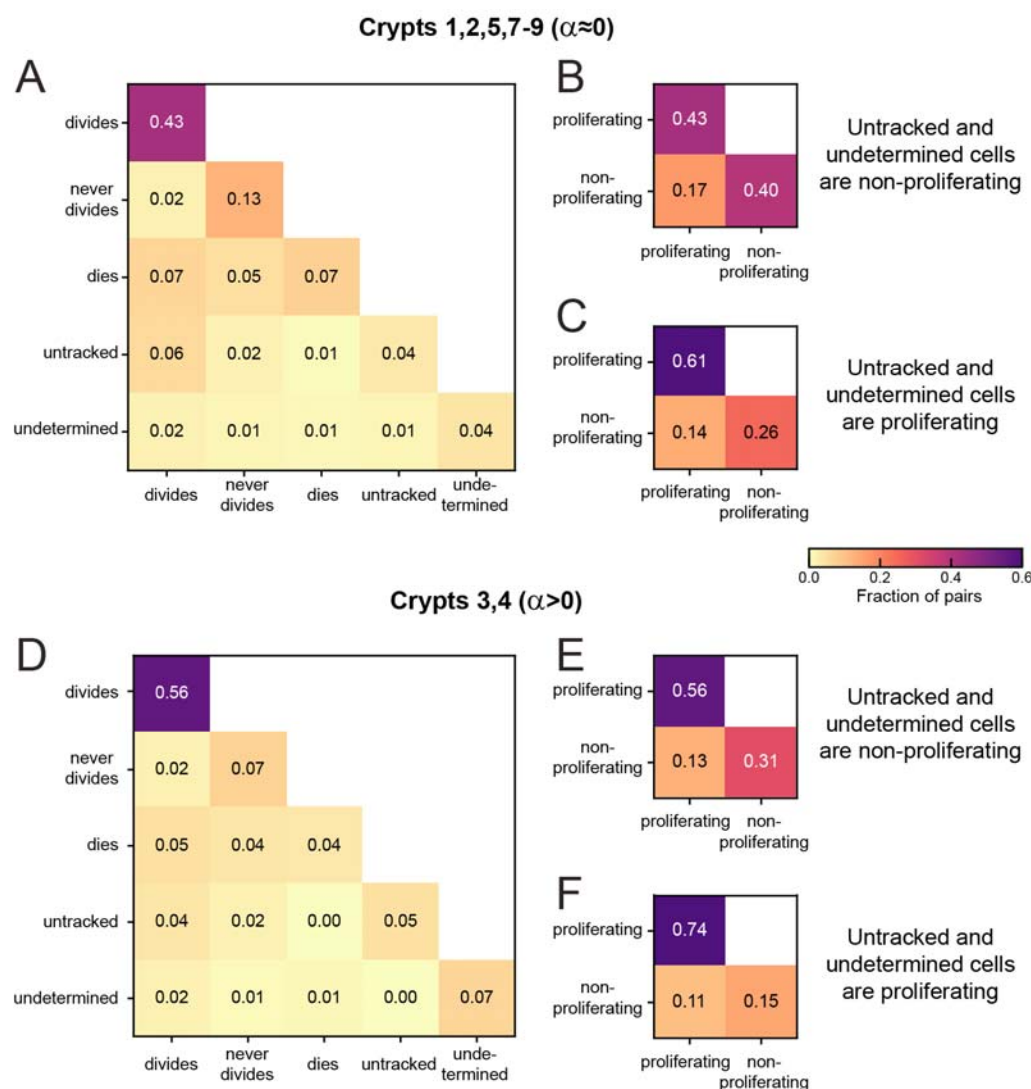 Crypts 1,2,5,7-9 (α≈0)
A
divides
never
divides
dies
untracked
undetermined
0.43
0.02 0.13
0.07 0.05 0.07
0.06 0.02 0.01 0.04
0.02 0.01 0.01 0.01 0.04
divides
never
divides
dies
untracked
unde-
termined
B
proliferating
non-
proliferating
0.43
0.17 0.40
proliferating
non-
proliferating
Untracked and
undetermined cells
are non-proliferating
C
proliferating
non-
proliferating
0.61
0.14 0.26
proliferating
non-
proliferating
Untracked and
undetermined cells
are proliferating
0.0 0.2 0.4 0.6
Fraction of pairs
Crypts 3,4 (α>0)
D
divides
never
divides
dies
untracked
undetermined
0.56
0.02 0.07
0.05 0.04 0.04
0.04 0.02 0.00 0.05
0.02 0.01 0.01 0.00 0.07
divides
never
divides
dies
untracked
unde-
termined
E
proliferating
non-
proliferating
0.56
0.13 0.31
proliferating
non-
proliferating
Untracked and
undetermined cells
are non-proliferating
F
proliferating
non-
proliferating
0.74
0.11 0.15
proliferating
non-
proliferating
Untracked and
undetermined cells
are proliferating